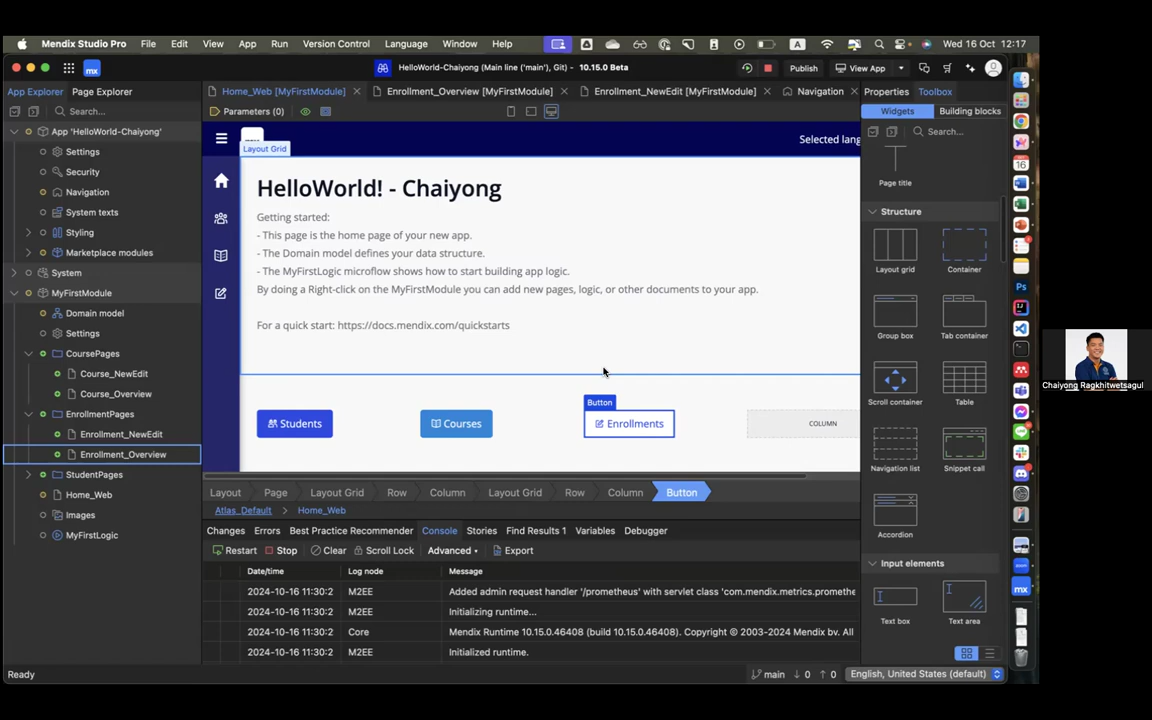 Mendix Studio Pro File Edit View App Run Version Control Language Window Help A Wed 16 Oct 12:17
mx HelloWorld-Chaiyong (Main line ('main'), Git) - 10.15.0 Beta Publish View App
App Explorer Page Explorer
Search...
App 'HelloWorld-Chaiyong'
Settings
Security
Navigation
System texts
Styling
Marketplace modules
System
MyFirstModule
Domain model
Settings
CoursePages
Course_NewEdit
Course_Overview
EnrollmentPages
Enrollment_NewEdit
Enrollment_Overview
StudentPages
Home_Web
Images
MyFirstLogic
Home_Web [MyFirstModule] Enrollment_Overview [MyFirstModule] Enrollment_NewEdit [MyFirstModule] Navigation
Parameters (0)
Selected lang
Layout Grid
HelloWorld! - Chaiyong
Getting started:
- This page is the home page of your new app.
- The Domain model defines your data structure.
- The MyFirstLogic microflow shows how to start building app logic.
By doing a Right-click on the MyFirstModule you can add new pages, logic, or other documents to your app.
For a quick start: https://docs.mendix.com/quickstarts
Button
Students Courses Enrollments COLUMN
Layout Page Layout Grid Row Column Layout Grid Row Column Button
Atlas_Default > Home_Web
Changes Errors Best Practice Recommender Console Stories Find Results 1 Variables Debugger
Restart Stop Clear Scroll Lock Advanced Export
Date/time Log node Message
2024-10-16 11:30:2 M2EE Added admin request handler '/prometheus' with servlet class 'com.mendix.metrics.promethe
2024-10-16 11:30:2 M2EE Initializing runtime...
2024-10-16 11:30:2 Core Mendix Runtime 10.15.0.46408 (build 10.15.0.46408). Copyright © 2003-2024 Mendix bv. All
2024-10-16 11:30:2 M2EE Initialized runtime.
Properties Toolbox
Widgets Building blocks
Search...
Page title
Structure
Layout grid Container
Group box Tab container
Scroll container Table
Navigation list Snippet call
Accordion
Input elements
Text box Text area
Ready main ↓ 0 ↑ 0 English, United States (default)
Chaiyong Ragkhitwetsagul